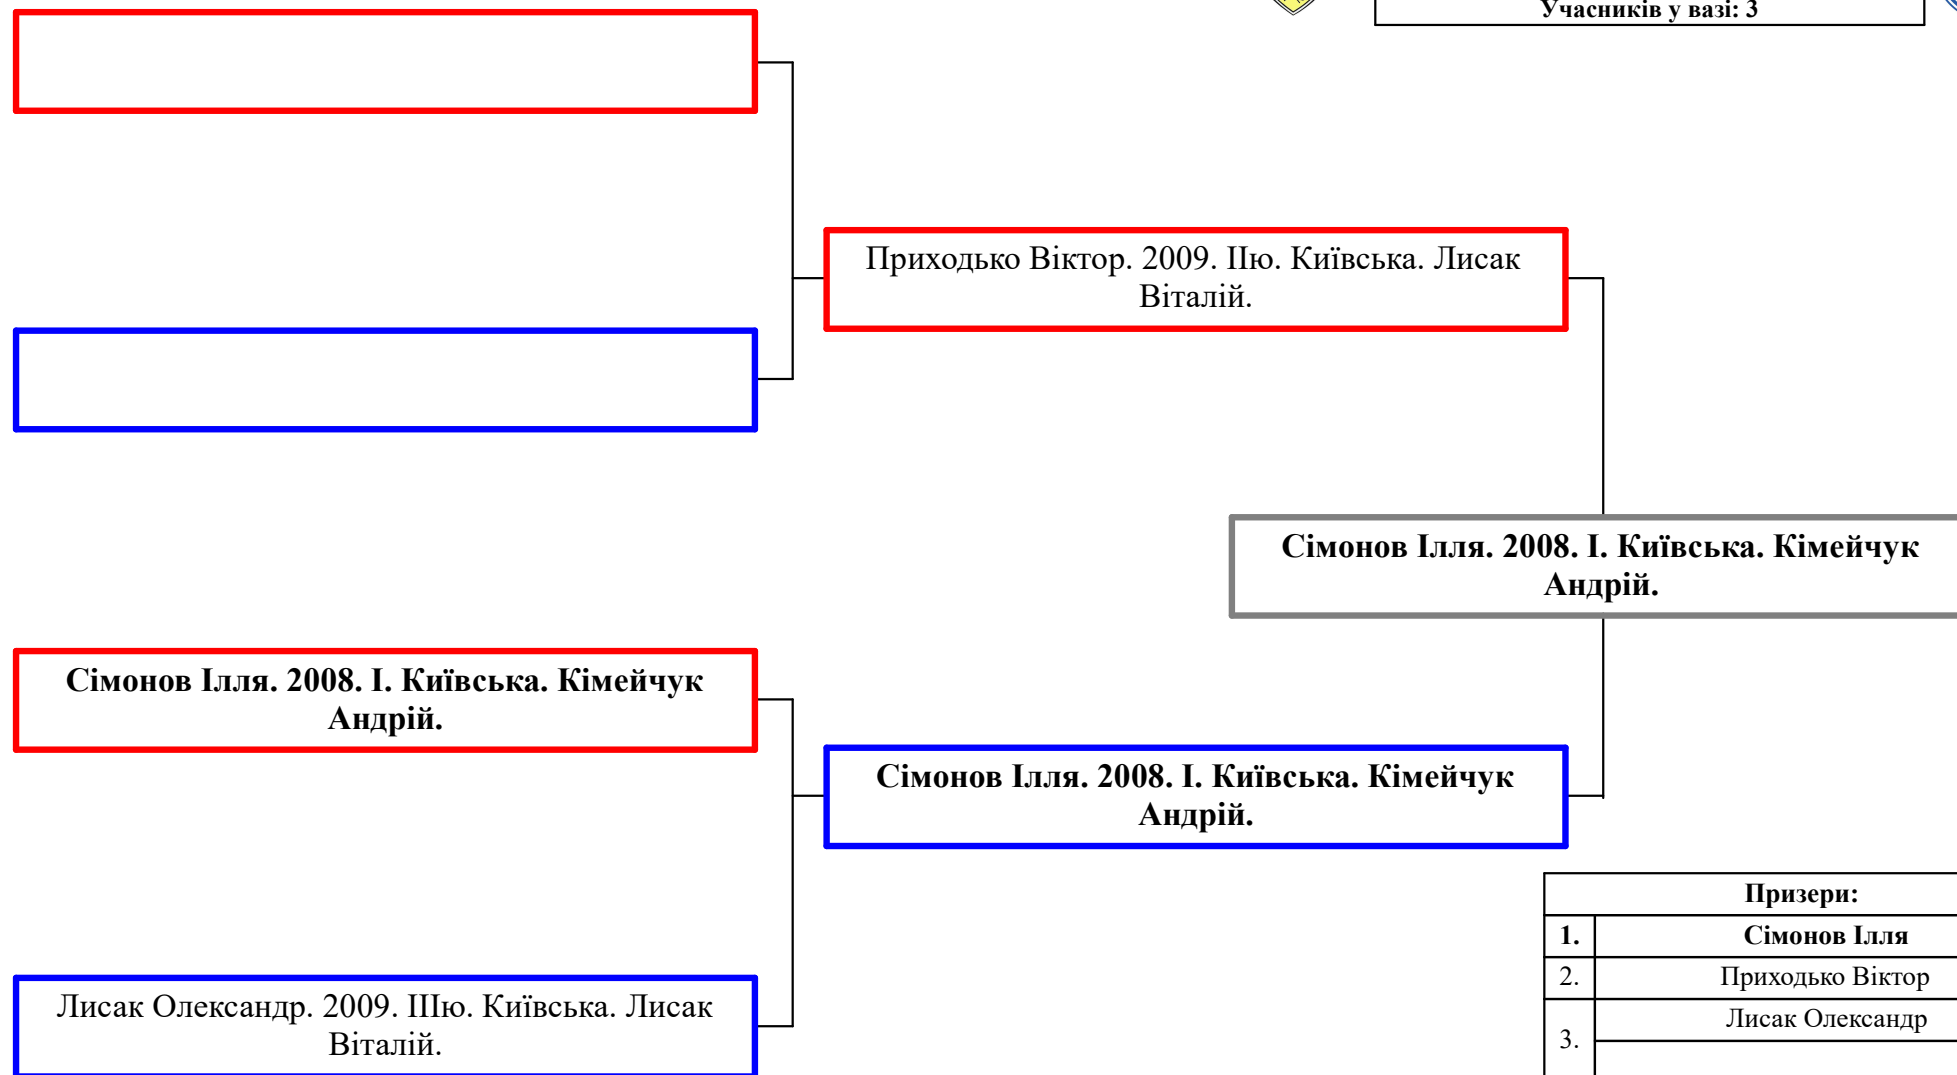 Учасників у вазі: 3
Приходько Віктор. 2009. ІІю. Київська. Лисак
Віталій.
Сімонов Ілля. 2008. І. Київська. Кімейчук
Андрій.
Сімонов Ілля. 2008. І. Київська. Кімейчук
Андрій.
Сімонов Ілля. 2008. І. Київська. Кімейчук
Андрій.
Лисак Олександр. 2009. ІІІю. Київська. Лисак
Віталій.
Призери:
1. Сімонов Ілля
2. Приходько Віктор
3. Лисак Олександр